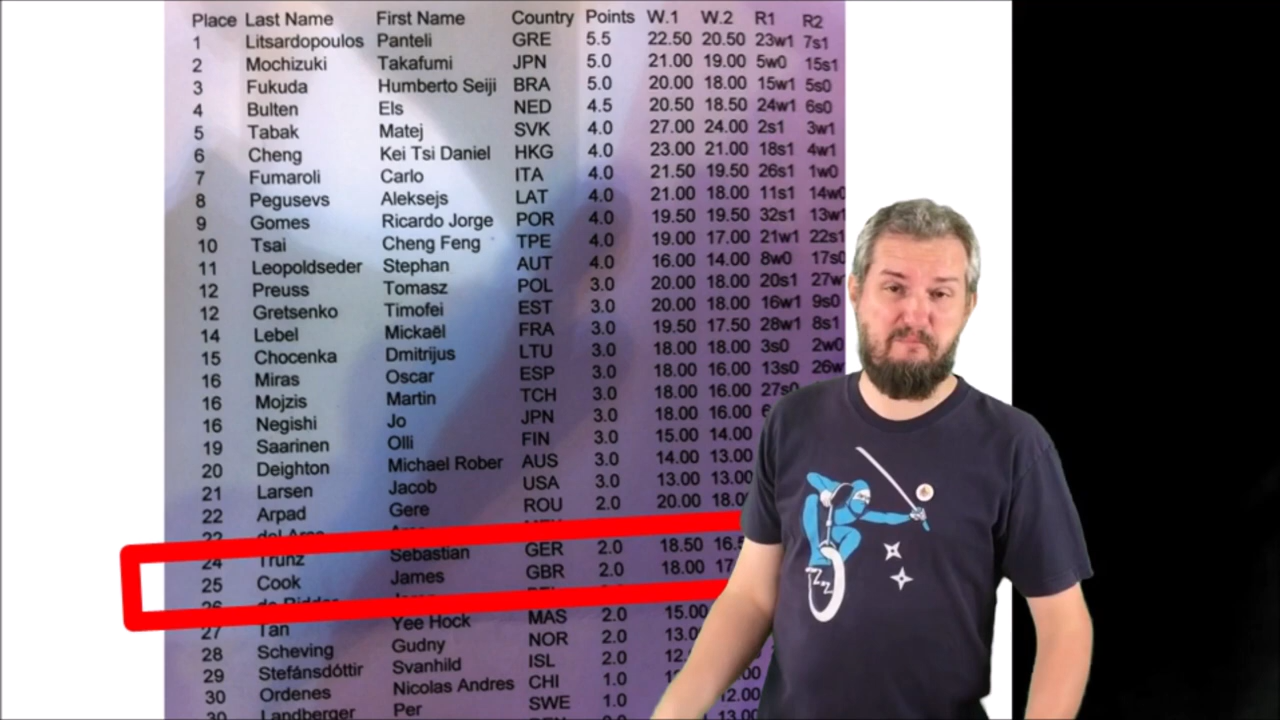 Place Last Name First Name Country Points W.1 W.2 R1 R2
1 Litsardopoulos Panteli GRE 5.5 22.50 20.50 23w1 7s1
2 Mochizuki Takafumi JPN 5.0 21.00 19.00 5w0 15s1
3 Fukuda Humberto Seiji BRA 5.0 20.00 18.00 15w1 5s0
4 Bulten Els NED 4.5 20.50 18.50 24w1 6s0
5 Tabak Matej SVK 4.0 27.00 24.00 2s1 3w1
6 Cheng Kei Tsi Daniel HKG 4.0 23.00 21.00 18s1 4w1
7 Fumaroli Carlo ITA 4.0 21.50 19.50 26s1 1w0
8 Pegusevs Aleksejs LAT 4.0 21.00 18.00 11s1 14w0
9 Gomes Ricardo Jorge POR 4.0 19.50 19.50 32s1 13w1
10 Tsai Cheng Feng TPE 4.0 19.00 17.00 21w1 22s1
11 Leopoldseder Stephan AUT 4.0 16.00 14.00 8w0 17s0
12 Preuss Tomasz POL 3.0 20.00 18.00 20s1 27w
12 Gretsenko Timofei EST 3.0 20.00 18.00 16w1 9s0
14 Lebel Mickaël FRA 3.0 19.50 17.50 28w1 8s1
15 Chocenka Dmitrijus LTU 3.0 18.00 18.00 3s0 2w0
16 Miras Oscar ESP 3.0 18.00 16.00 13s0 26w
16 Mojzis Martin TCH 3.0 18.00 16.00 27s0
16 Negishi Jo JPN 3.0 18.00 16.00 6
19 Saarinen Olli FIN 3.0 15.00 14.00
20 Deighton Michael Rober AUS 3.0 14.00 13.00
21 Larsen Jacob USA 3.0 13.00 13.00
22 Arpad Gere ROU 2.0 20.00 18.0
24 Trunz Sebastian GER 2.0 18.50 16.5
25 Cook James GBR 2.0 18.00 17
26 de Ridder
27 Tan Yee Hock MAS 2.0 15.00
28 Scheving Gudny NOR 2.0 13.0
29 Stefánsdóttir Svanhild ISL 2.0 12.
30 Ordenes Nicolas Andres CHI 1.0
30 Landberger Per SWE 1.0 12.00
13.00